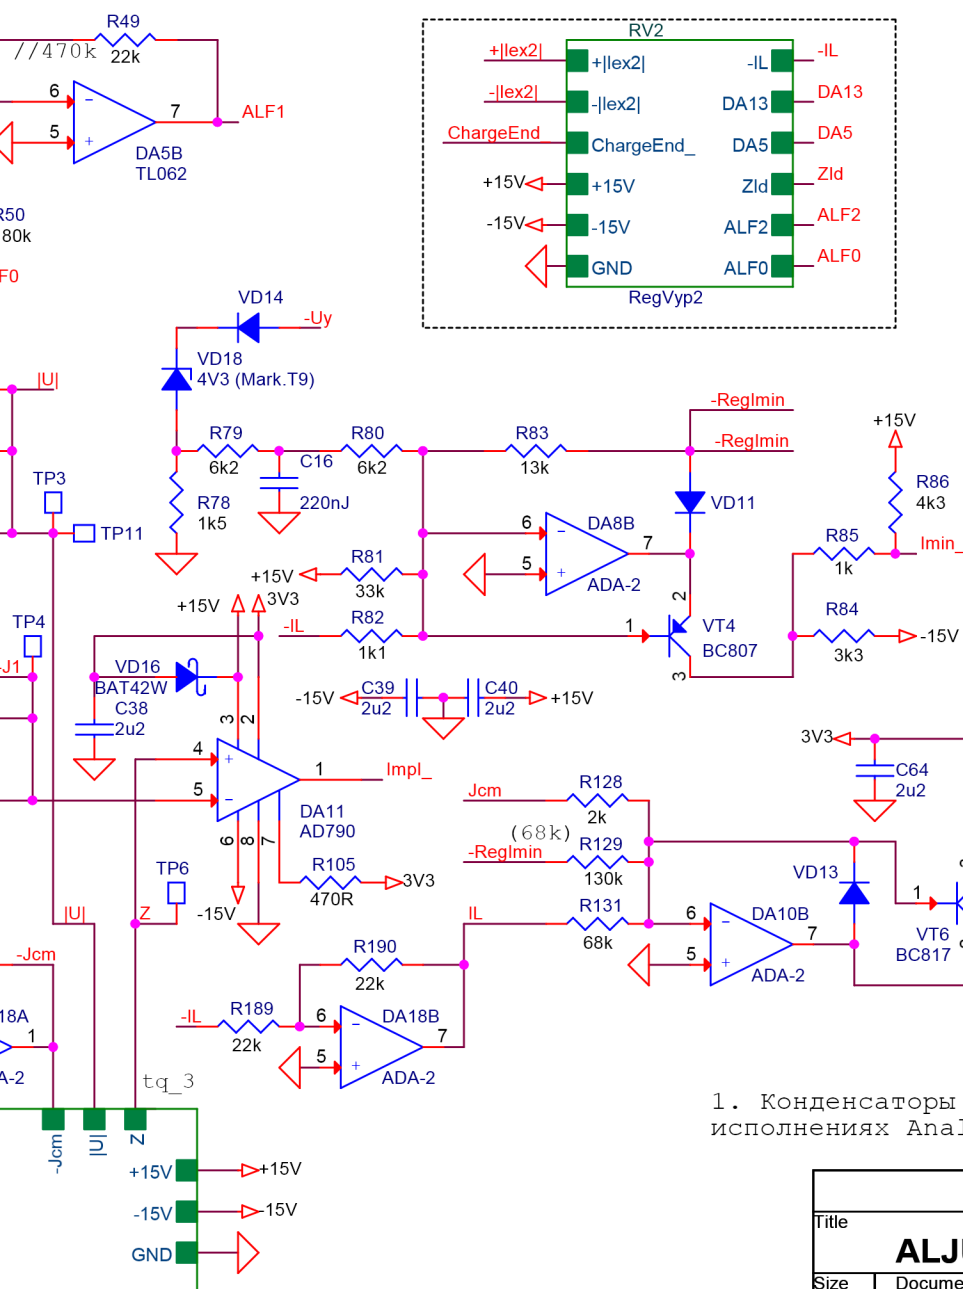 R49
//470k
22k
6
5
7
ALF1
DA5B
TL062
R50
80k
F0
RV2
+|Iex2|
+|Iex2|
-|Iex2|
-|Iex2|
ChargeEnd_
ChargeEnd_
+15V
+15V
-15V
-15V
GND
-IL
-IL
DA13
DA13
DA5
DA5
ZId
ZId
ALF2
ALF2
ALF0
ALF0
RegVyp2
VD14
-Uy
VD18
4V3 (Mark.T9)
|U|
TP3
TP11
R79
6k2
R80
6k2
C16
220nJ
R78
1k5
R83
13k
-RegImin
-RegImin
VD11
6
5
7
DA8B
ADA-2
R81
33k
+15V
R82
1k1
-IL
1
2
3
VT4
BC807
+15V
R86
4k3
R85
1k
Imin_
R84
3k3
-15V
TP4
-J1
+15V
3V3
VD16
BAT42W
C38
2u2
-15V
C39
2u2
C40
2u2
+15V
3
2
4
5
1
Impl_
DA11
AD790
6
8
7
-15V
R105
470R
3V3
TP6
Z
|U|
-Jcm
3V3
C64
2u2
Jcm
R128
2k
(68k)
-RegImin
R129
130k
IL
R131
68k
6
5
7
DA10B
ADA-2
VD13
1
VT6
BC817
R190
22k
-IL
R189
22k
6
5
7
DA18B
ADA-2
18A
1
A-2
tq_3
-Jcm
|U|
Z
+15V
+15V
-15V
-15V
GND
1. Конденсаторы
исполнениях Anal
Title
ALJU
Size
Docume